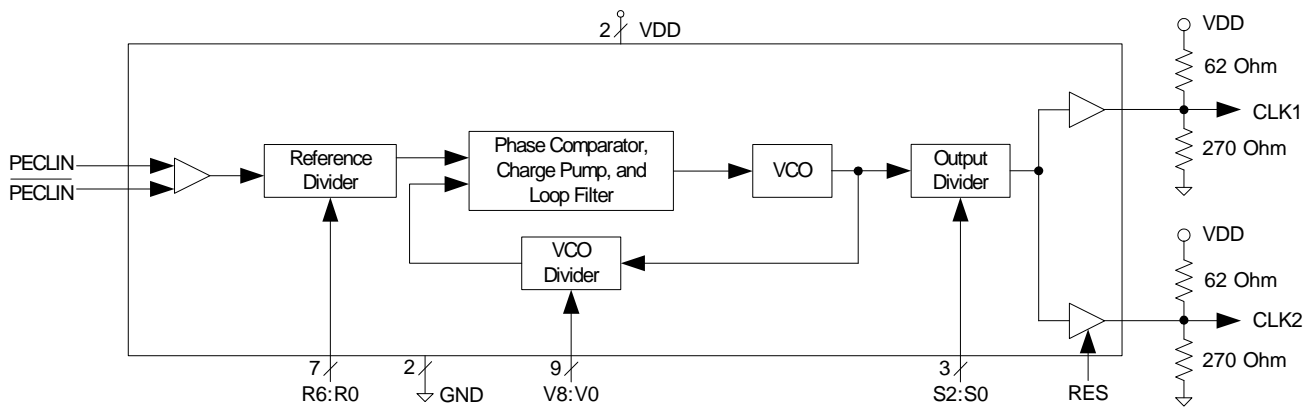 2 VDD
VDD
62 Ohm
CLK1
270 Ohm
PECLIN
PECLIN
Reference
Divider
Phase Comparator,
Charge Pump, and
Loop Filter
VCO
Output
Divider
VCO
Divider
VDD
62 Ohm
CLK2
270 Ohm
7
R6:R0
2
GND
9
V8:V0
3
S2:S0
RES